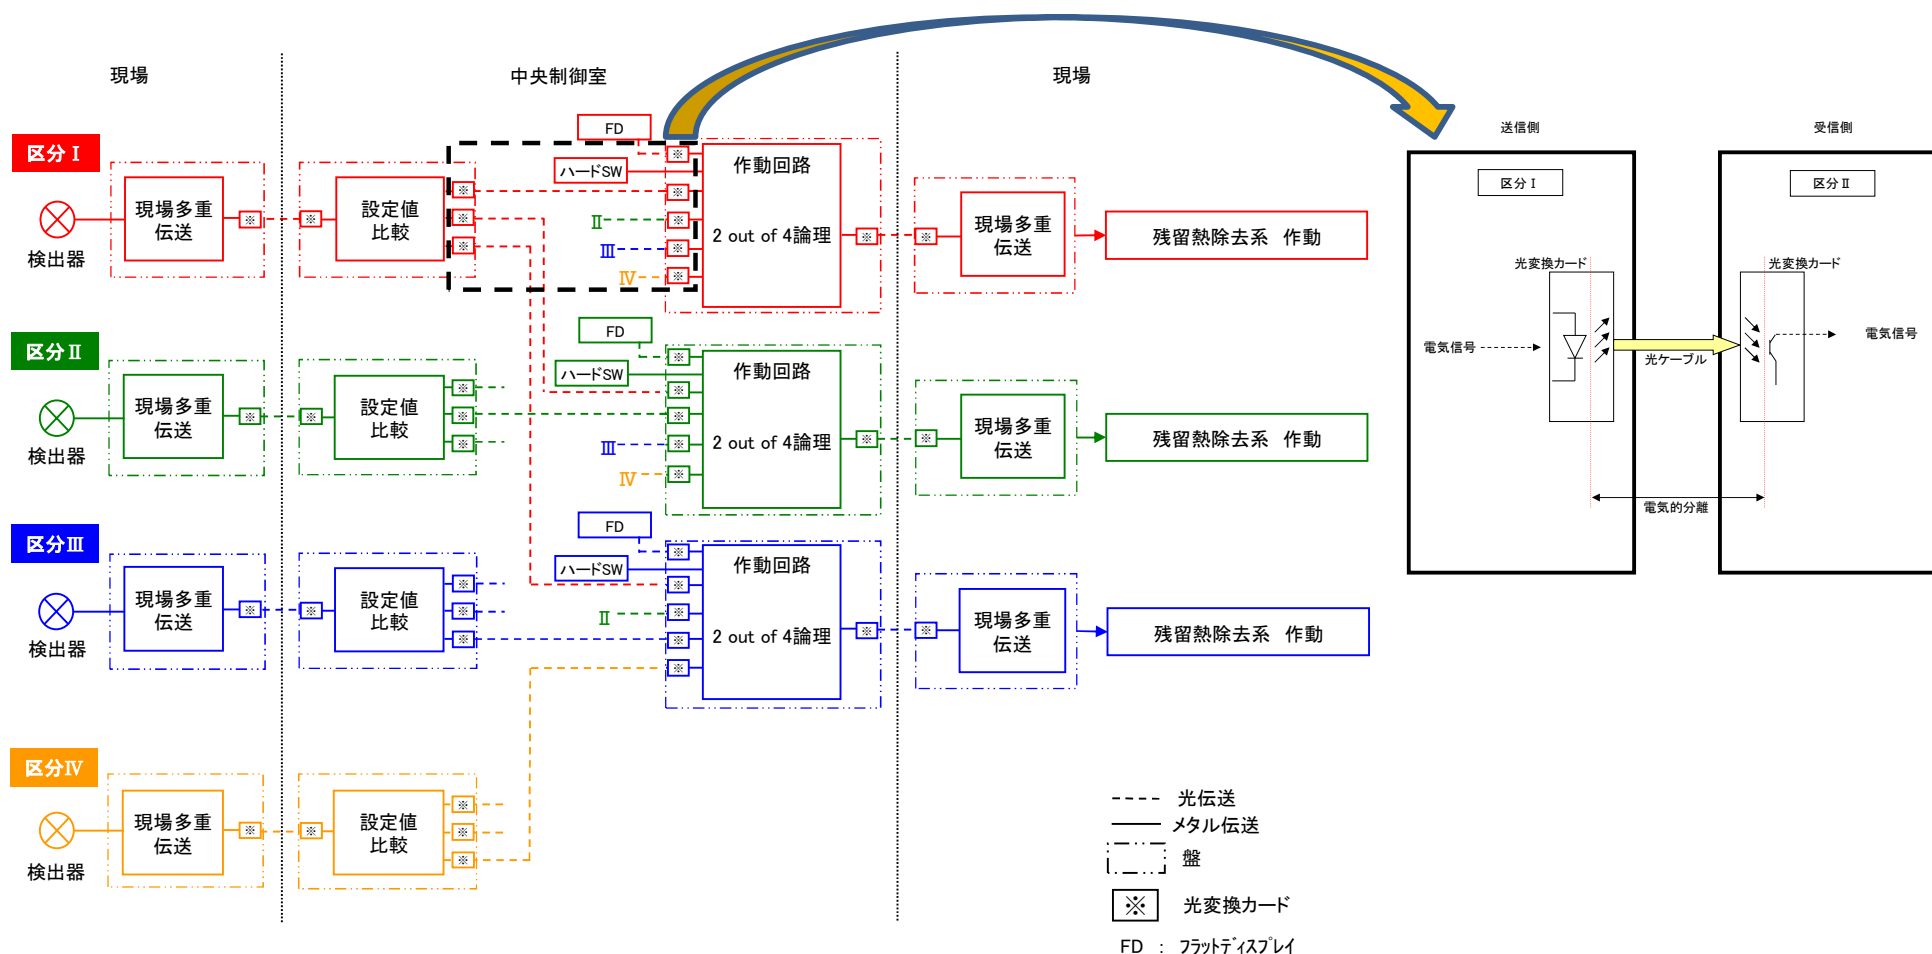 現場
中央制御室
現場
区分Ⅰ
検出器
現場多重
伝送
※
※
設定値
比較
※
※
※
FD
ハードSW
Ⅱ
Ⅲ
Ⅳ
※
※
※
※
※
作動回路
2 out of 4論理
※
※
現場多重
伝送
残留熱除去系 作動
区分Ⅱ
検出器
現場多重
伝送
※
※
設定値
比較
※
※
※
FD
ハードSW
Ⅲ
Ⅳ
※
※
※
※
※
作動回路
2 out of 4論理
※
※
現場多重
伝送
残留熱除去系 作動
区分Ⅲ
検出器
現場多重
伝送
※
※
設定値
比較
※
※
※
FD
ハードSW
Ⅱ
※
※
※
※
※
作動回路
2 out of 4論理
※
※
現場多重
伝送
残留熱除去系 作動
区分Ⅳ
検出器
現場多重
伝送
※
※
設定値
比較
※
※
※
送信側
受信側
区分Ⅰ
区分Ⅱ
光変換カード
光変換カード
電気信号
光ケーブル
電気信号
電気的分離
光伝送
メタル伝送
盤
※ 光変換カード
FD : フラットディスプレイ